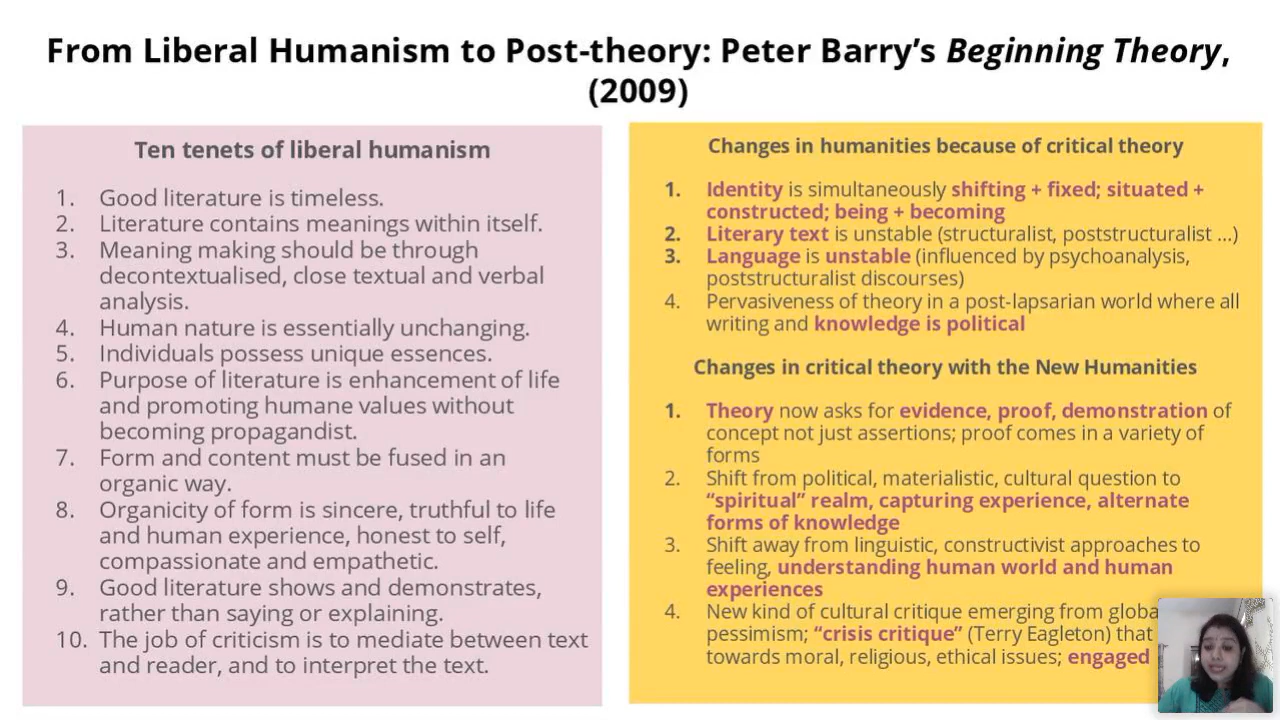 From Liberal Humanism to Post-theory: Peter Barry's Beginning Theory,
(2009)
Ten tenets of liberal humanism
1. Good literature is timeless.
2. Literature contains meanings within itself.
3. Meaning making should be through
decontextualised, close textual and verbal
analysis.
4. Human nature is essentially unchanging.
5. Individuals possess unique essences.
6. Purpose of literature is enhancement of life
and promoting humane values without
becoming propagandist.
7. Form and content must be fused in an
organic way.
8. Organicity of form is sincere, truthful to life
and human experience, honest to self,
compassionate and empathetic.
9. Good literature shows and demonstrates,
rather than saying or explaining.
10. The job of criticism is to mediate between text
and reader, and to interpret the text.
Changes in humanities because of critical theory
1. Identity is simultaneously shifting + fixed; situated +
constructed; being + becoming
2. Literary text is unstable (structuralist, poststructuralist ...)
3. Language is unstable (influenced by psychoanalysis,
poststructuralist discourses)
4. Pervasiveness of theory in a post-lapsarian world where all
writing and knowledge is political
Changes in critical theory with the New Humanities
1. Theory now asks for evidence, proof, demonstration of
concept not just assertions; proof comes in a variety of
forms
2. Shift from political, materialistic, cultural question to
“spiritual” realm, capturing experience, alternate
forms of knowledge
3. Shift away from linguistic, constructivist approaches to
feeling, understanding human world and human
experiences
4. New kind of cultural critique emerging from
pessimism; “crisis critique” (Terry Eagleton) that
towards moral, religious, ethical issues; engaged